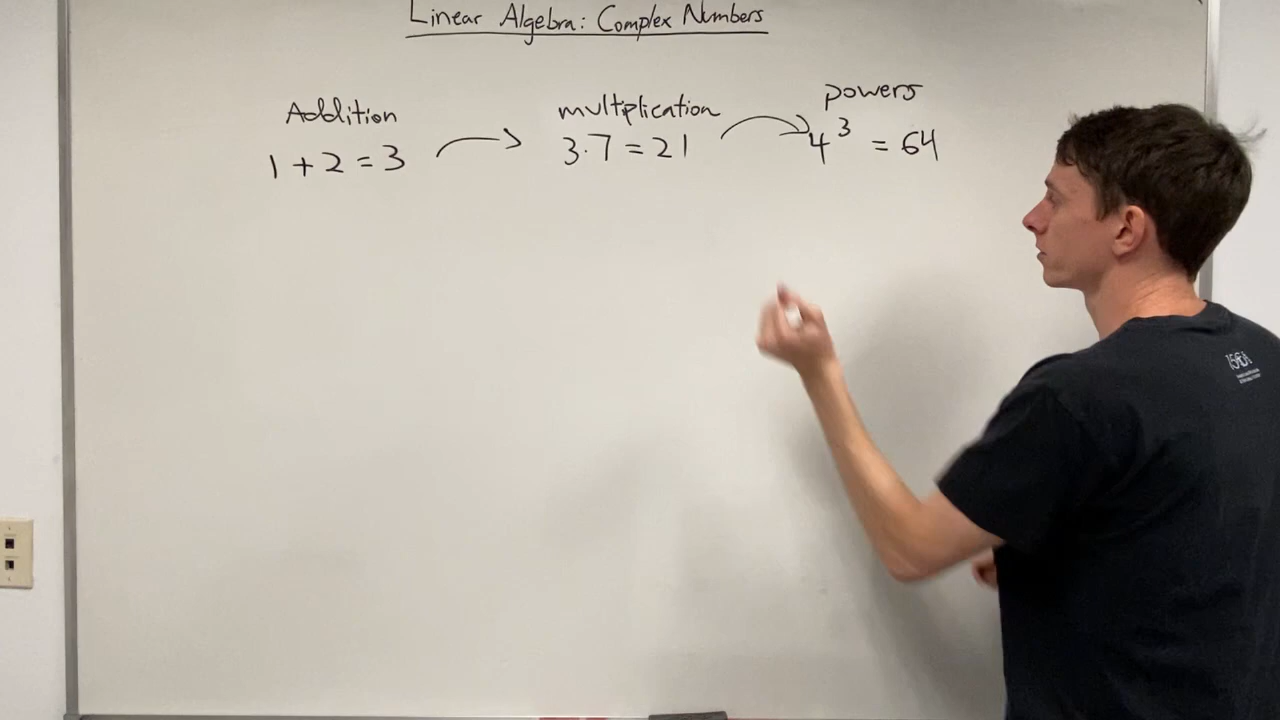 Linear Algebra: Complex Numbers
Addition
1 + 2 = 3
multiplication
3·7 = 21
powers
4³ = 64